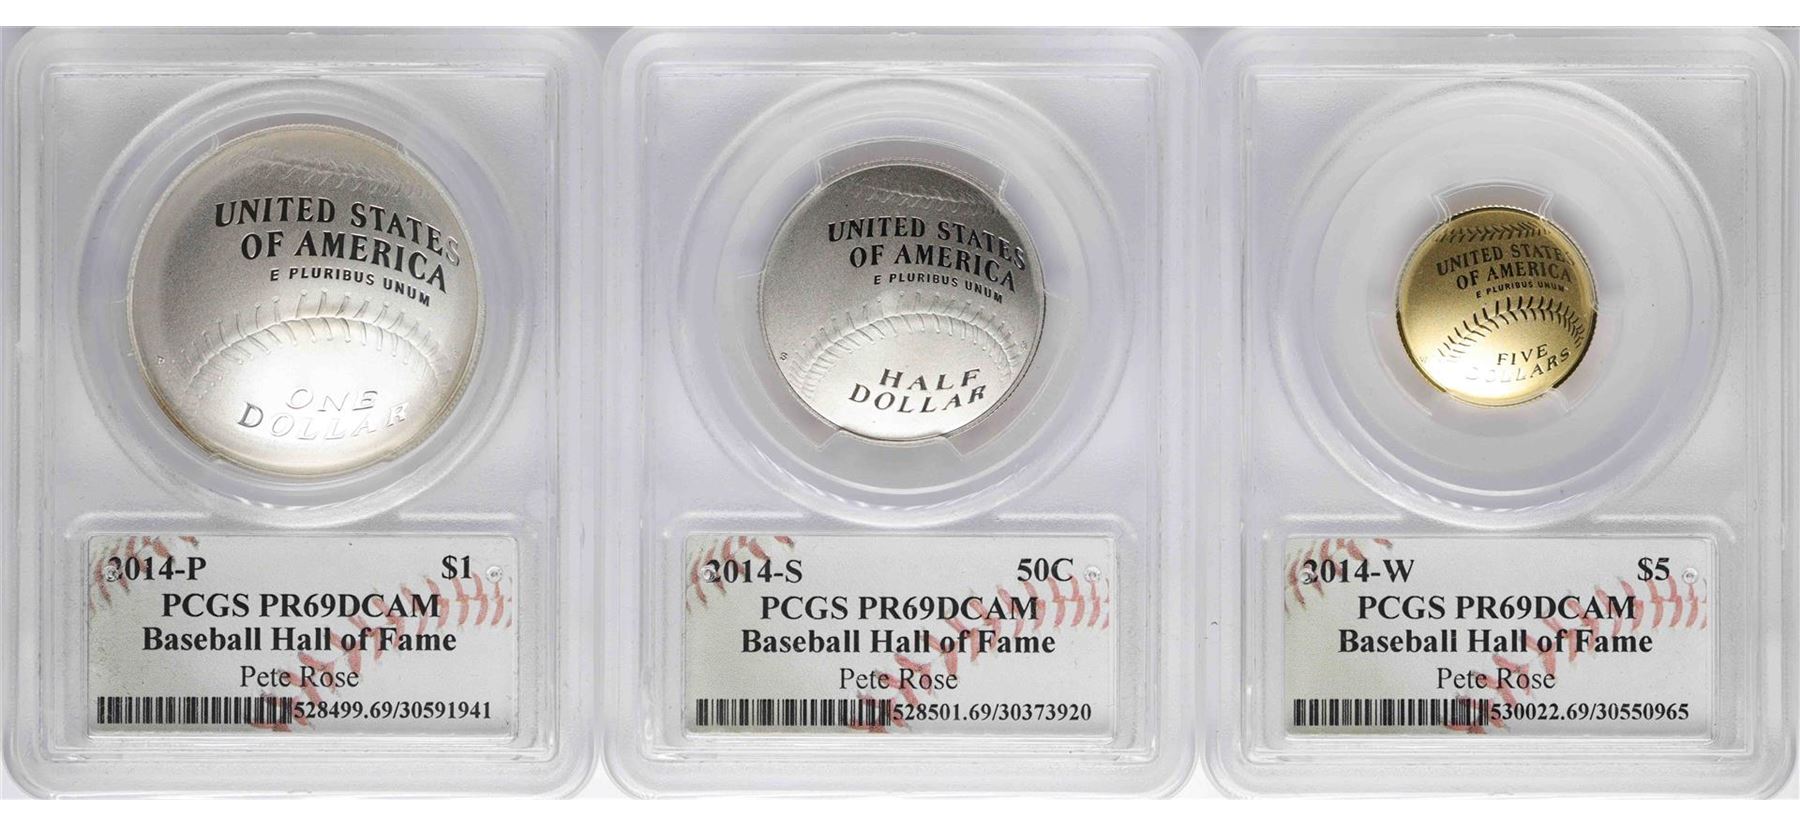 UNITED STATES
OF AMERICA
E PLURIBUS UNUM
P
ONE
DOLLAR
2014-P $1
PCGS PR69DCAM
Baseball Hall of Fame
Pete Rose
528499.69/30591941
UNITED STATES
OF AMERICA
E PLURIBUS UNUM
S
HALF
DOLLAR
2014-S 50C
PCGS PR69DCAM
Baseball Hall of Fame
Pete Rose
528501.69/30373920
UNITED STATES
OF AMERICA
E PLURIBUS UNUM
W
FIVE
DOLLARS
2014-W $5
PCGS PR69DCAM
Baseball Hall of Fame
Pete Rose
530022.69/30550965